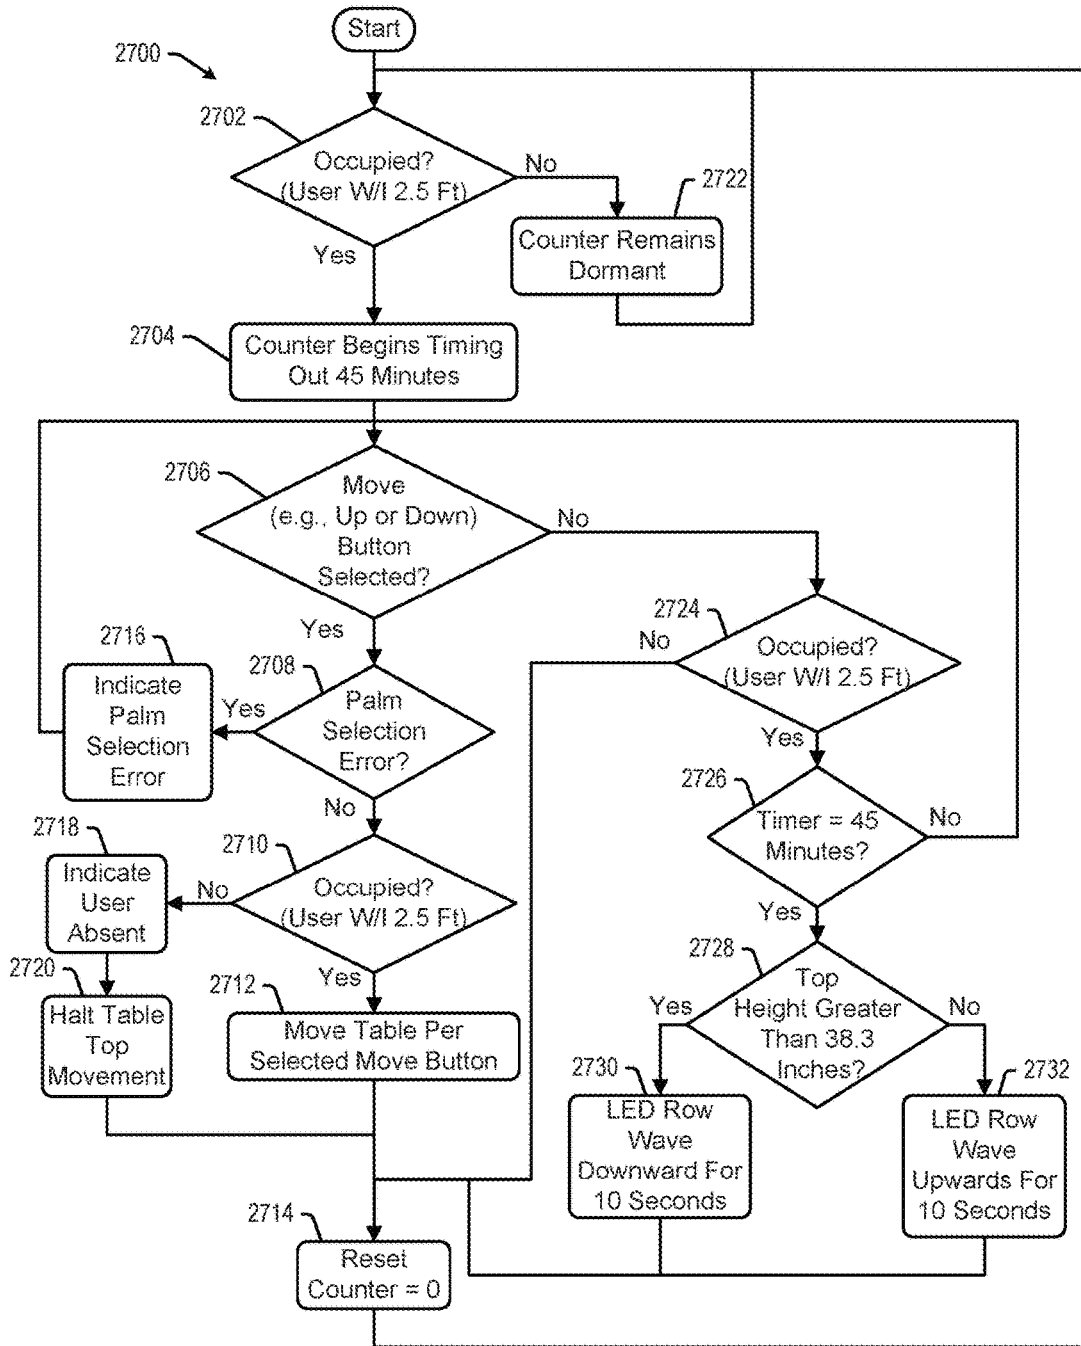 Start
2700
2702
Occupied?
(User W/I 2.5 Ft)
No
2722
Counter Remains
Dormant
Yes
2704
Counter Begins Timing
Out 45 Minutes
2706
Move
(e.g., Up or Down)
Button
Selected?
No
Yes
2724
Occupied?
(User W/I 2.5 Ft)
No
Yes
2716
Indicate
Palm
Selection
Error
Yes
2708
Palm
Selection
Error?
No
2726
Timer = 45
Minutes?
No
Yes
2718
Indicate
User
Absent
No
2710
Occupied?
(User W/I 2.5 Ft)
Yes
2720
Halt Table
Top
Movement
2712
Move Table Per
Selected Move Button
2728
Top
Height Greater
Than 38.3
Inches?
Yes
No
2730
LED Row
Wave
Downward For
10 Seconds
2732
LED Row
Wave
Upwards For
10 Seconds
2714
Reset
Counter = 0